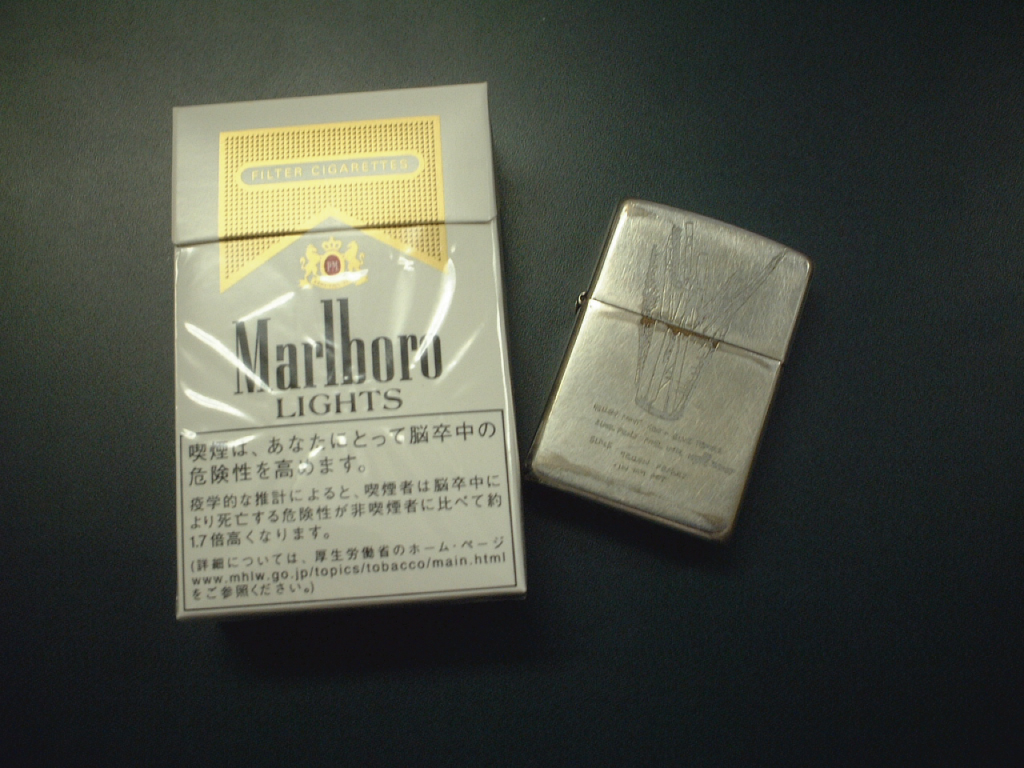 FILTER CIGARETTES
PM
Marlboro
LIGHTS
喫煙は、あなたにとって脳卒中の
危険性を高めます。
疫学的な推計によると、喫煙者は脳卒中に
より死亡する危険性が非喫煙者に比べて約
1.7倍高くなります。
(詳細については、厚生労働省のホーム・ページ
www.mhlw.go.jp/topics/tobacco/main.html
をご参照ください。)